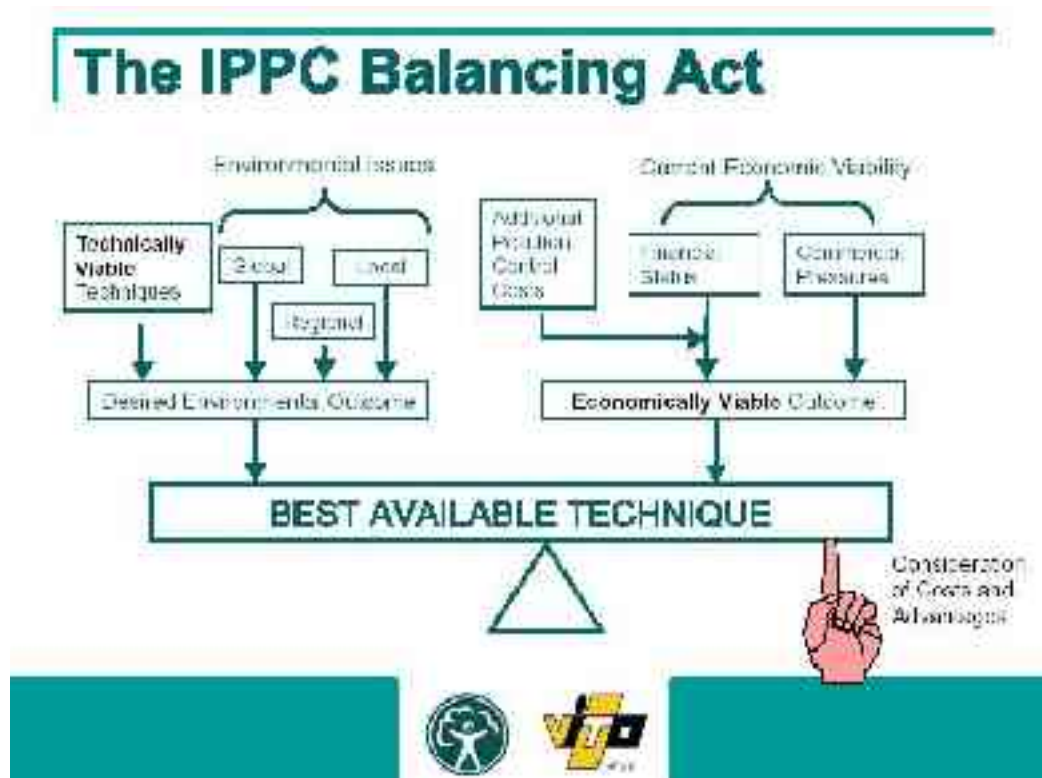 The IPPC Balancing Act
Environmental Issues
Current Economic Viability
Technically
Viable
Techniques
Global
Local
Regional
Additional
Pollution
Control
Costs
Financial
Status
Commercial
Pressures
Desired Environmental Outcome
Economically Viable Outcome
BEST AVAILABLE TECHNIQUE
Consideration
of Costs and
Advantages
vito